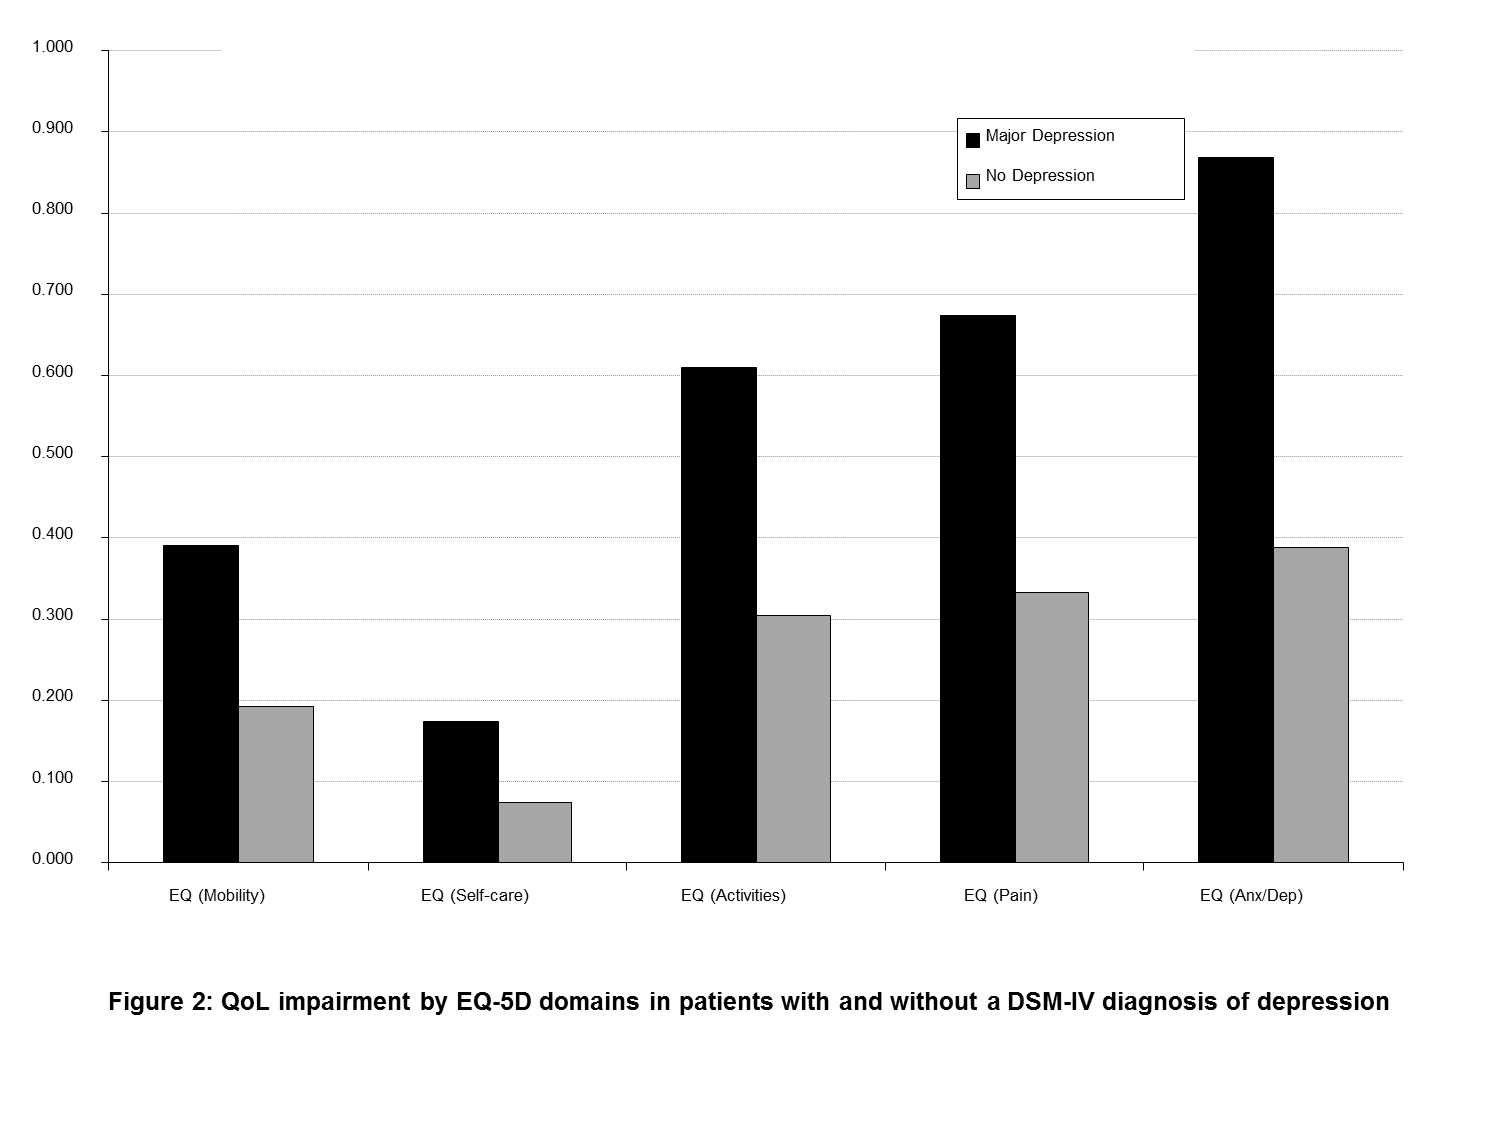 1.000
0.900
0.800
0.700
0.600
0.500
0.400
0.300
0.200
0.100
0.000
Major Depression
No Depression
EQ (Mobility) EQ (Self-care) EQ (Activities) EQ (Pain) EQ (Anx/Dep)
Figure 2: QoL impairment by EQ-5D domains in patients with and without a DSM-IV diagnosis of depression